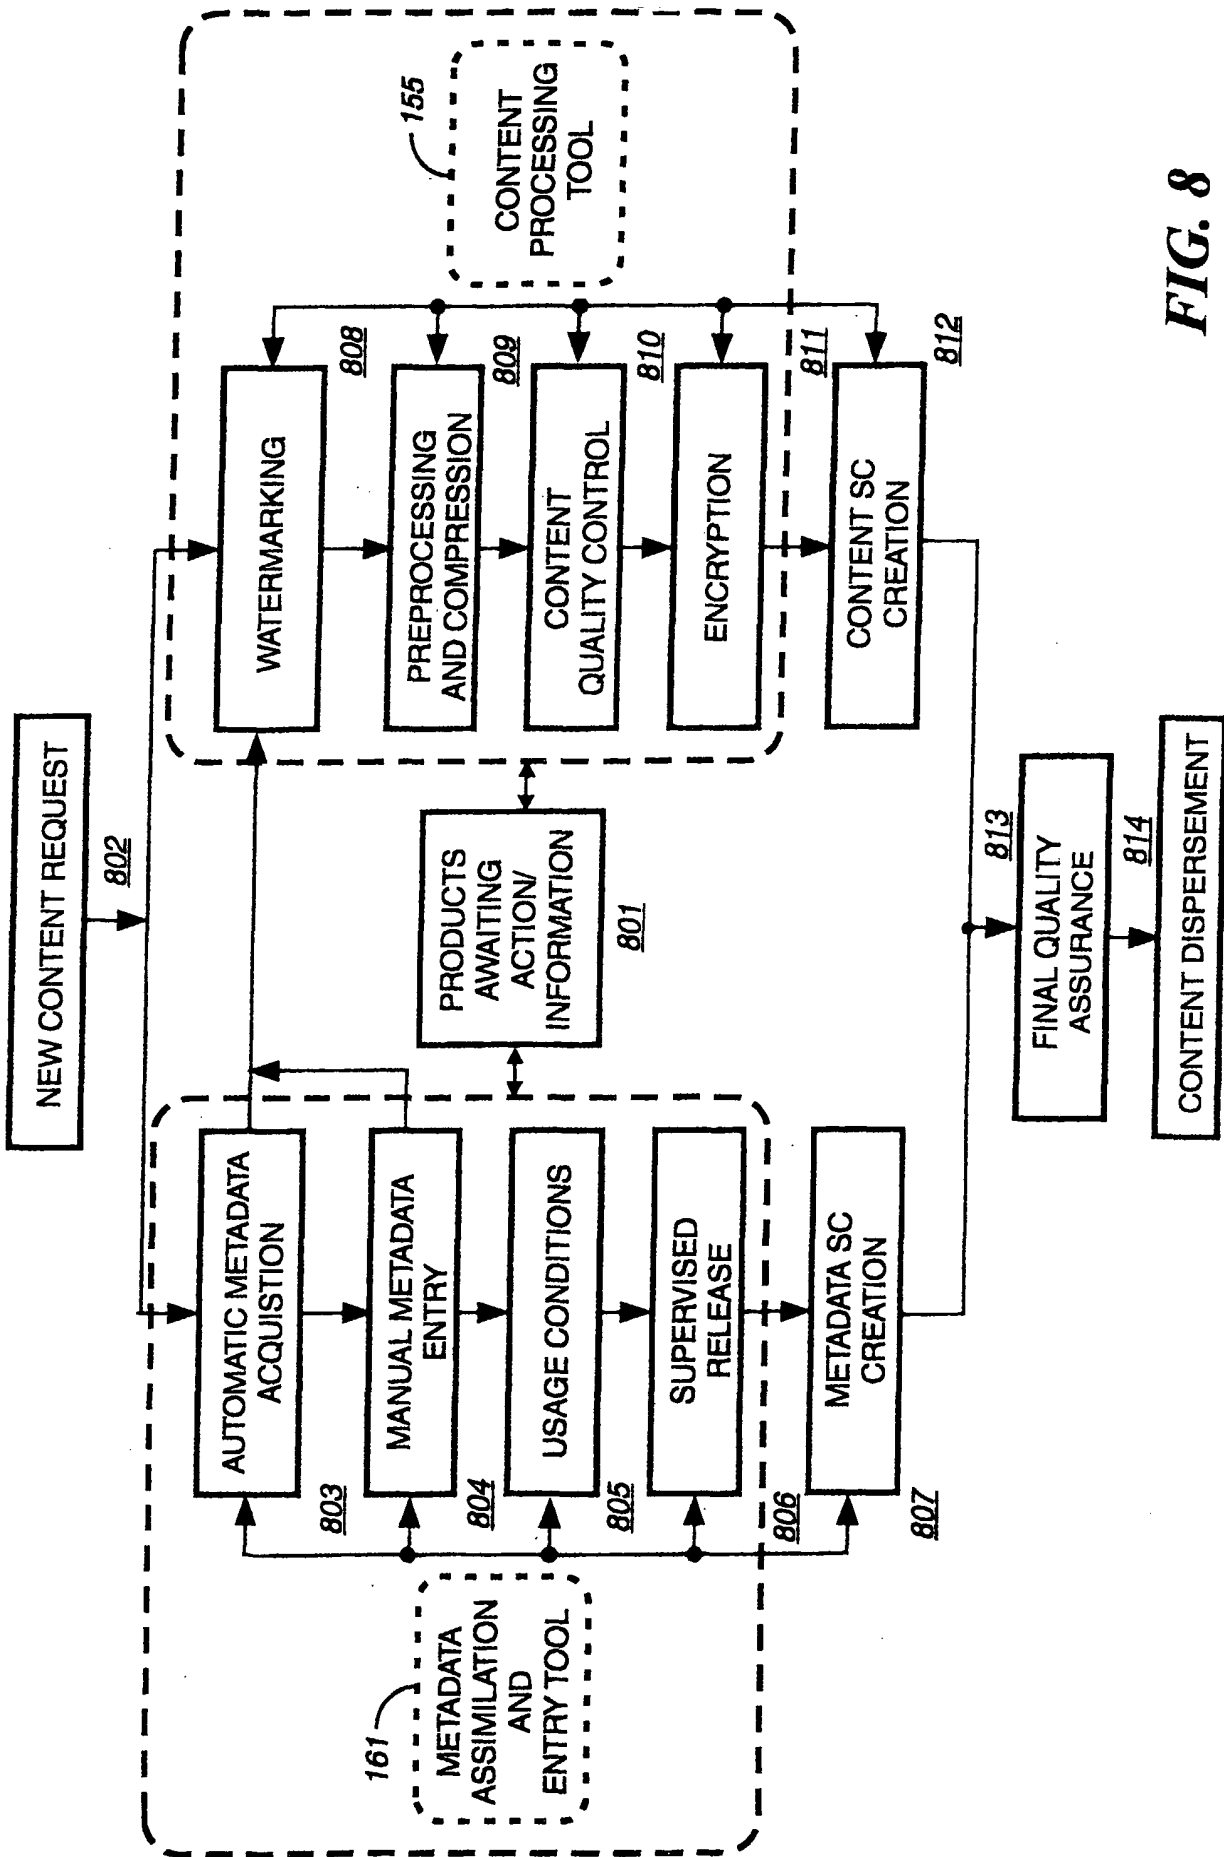 NEW CONTENT REQUEST
802
161
METADATA
ASSIMILATION
AND
ENTRY TOOL
AUTOMATIC METADATA
ACQUISTION
803
MANUAL METADATA
ENTRY
804
USAGE CONDITIONS
805
SUPERVISED
RELEASE
806
METADATA SC
CREATION
807
PRODUCTS
AWAITING
ACTION/
INFORMATION
801
WATERMARKING
808
PREPROCESSING
AND COMPRESSION
809
CONTENT
QUALITY CONTROL
810
ENCRYPTION
811
CONTENT SC
CREATION
812
155
CONTENT
PROCESSING
TOOL
813
FINAL QUALITY
ASSURANCE
814
CONTENT DISPERSEMENT
FIG. 8